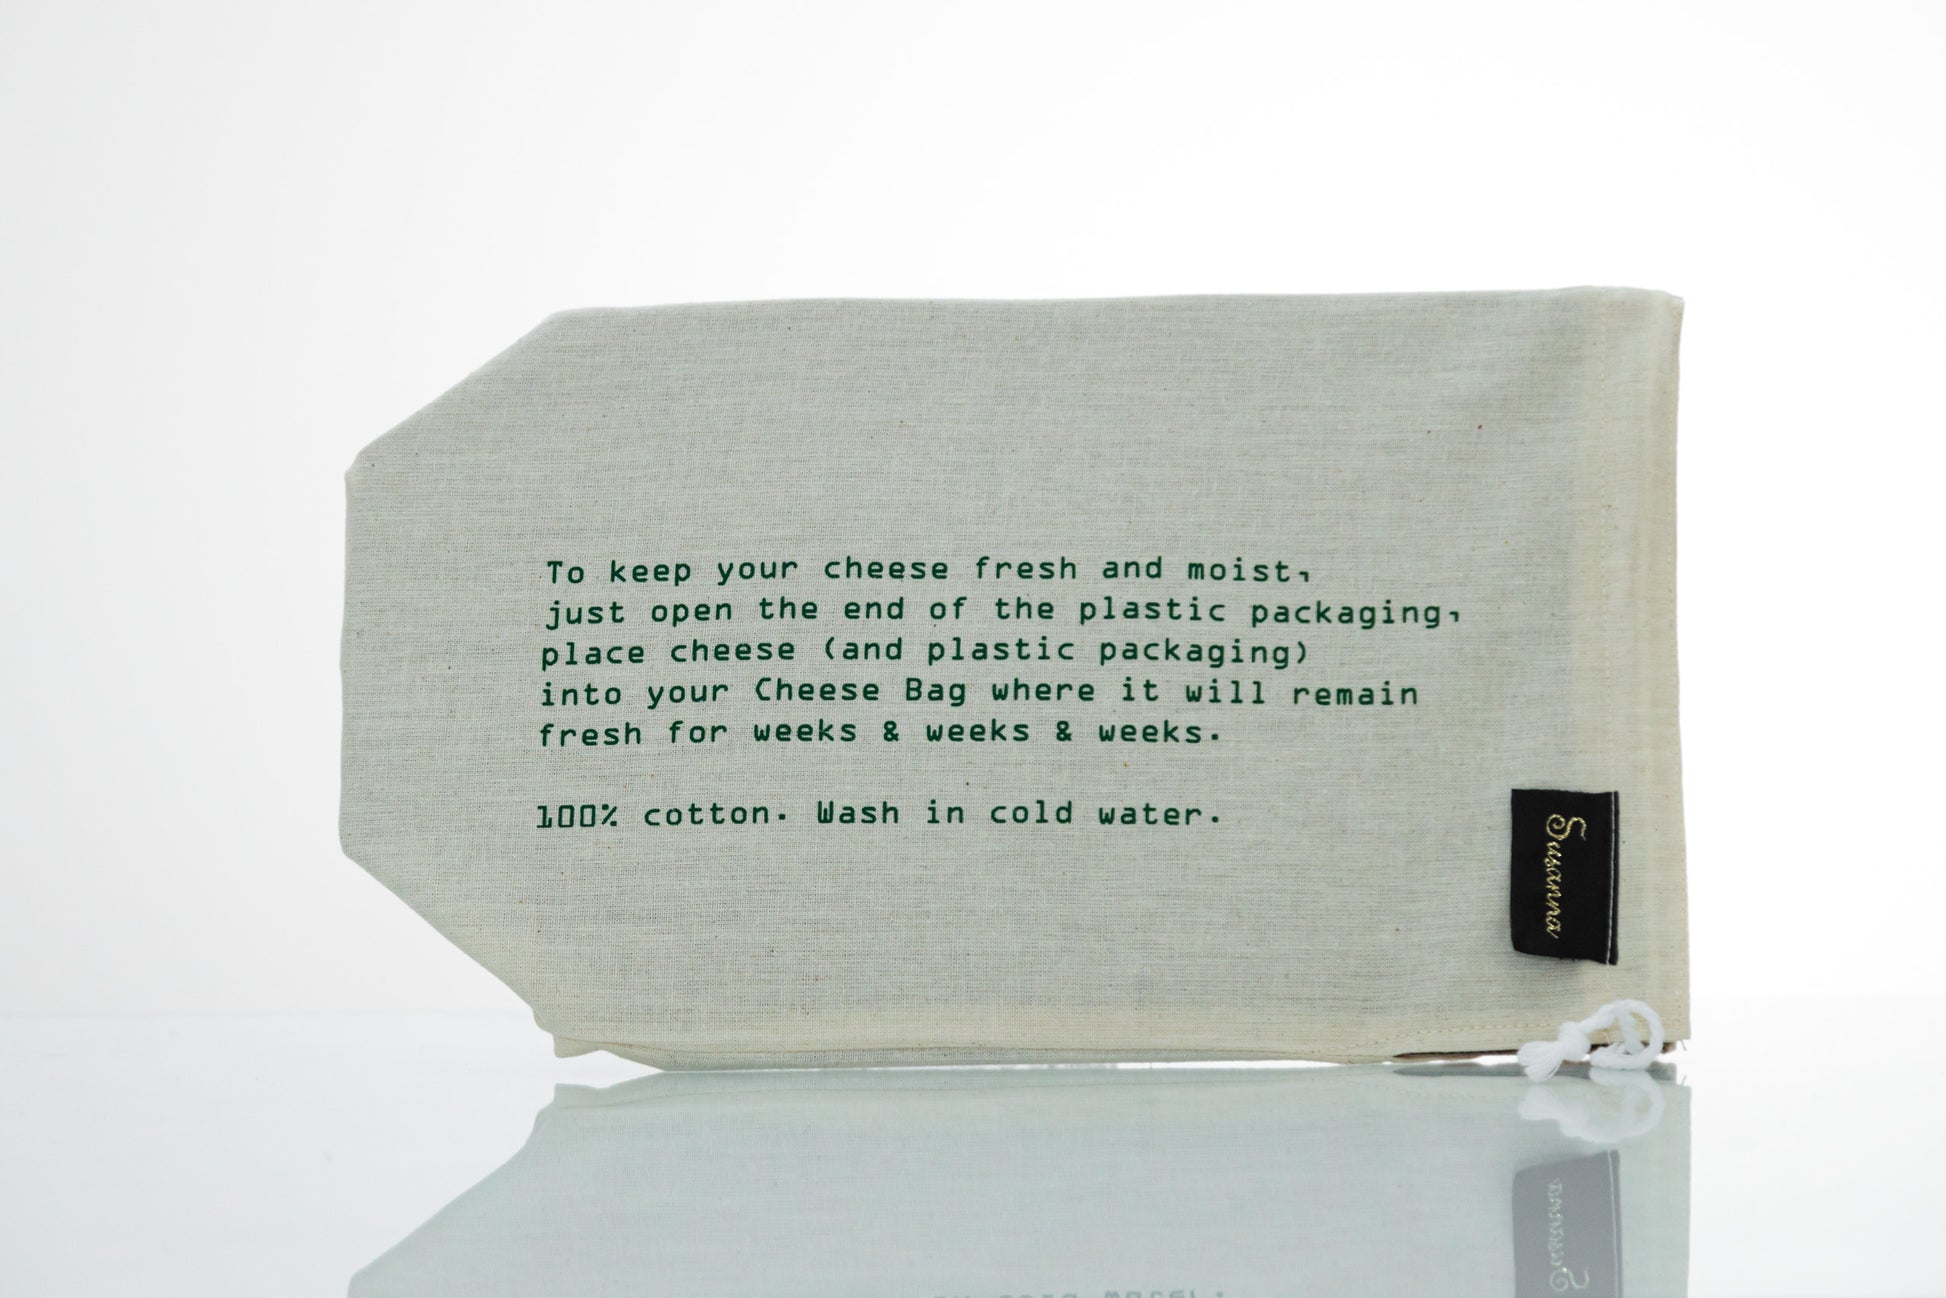 To keep your cheese fresh and moist,
just open the end of the plastic packaging,
place cheese (and plastic packaging)
into your Cheese Bag where it will remain
fresh for weeks & weeks & weeks.
100% cotton. Wash in cold water.
Susanna